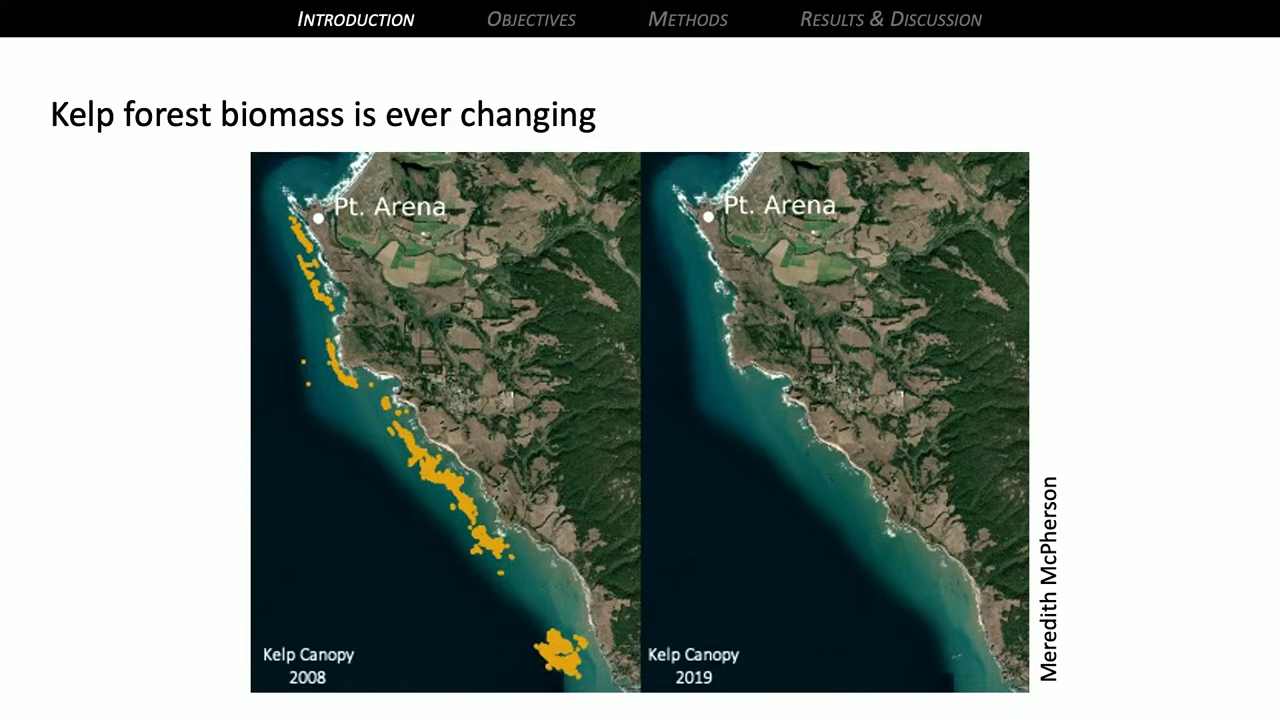 INTRODUCTION OBJECTIVES METHODS RESULTS & DISCUSSION
Kelp forest biomass is ever changing
Pt. Arena
Pt. Arena
Kelp Canopy
2008
Kelp Canopy
2019
Meredith McPherson